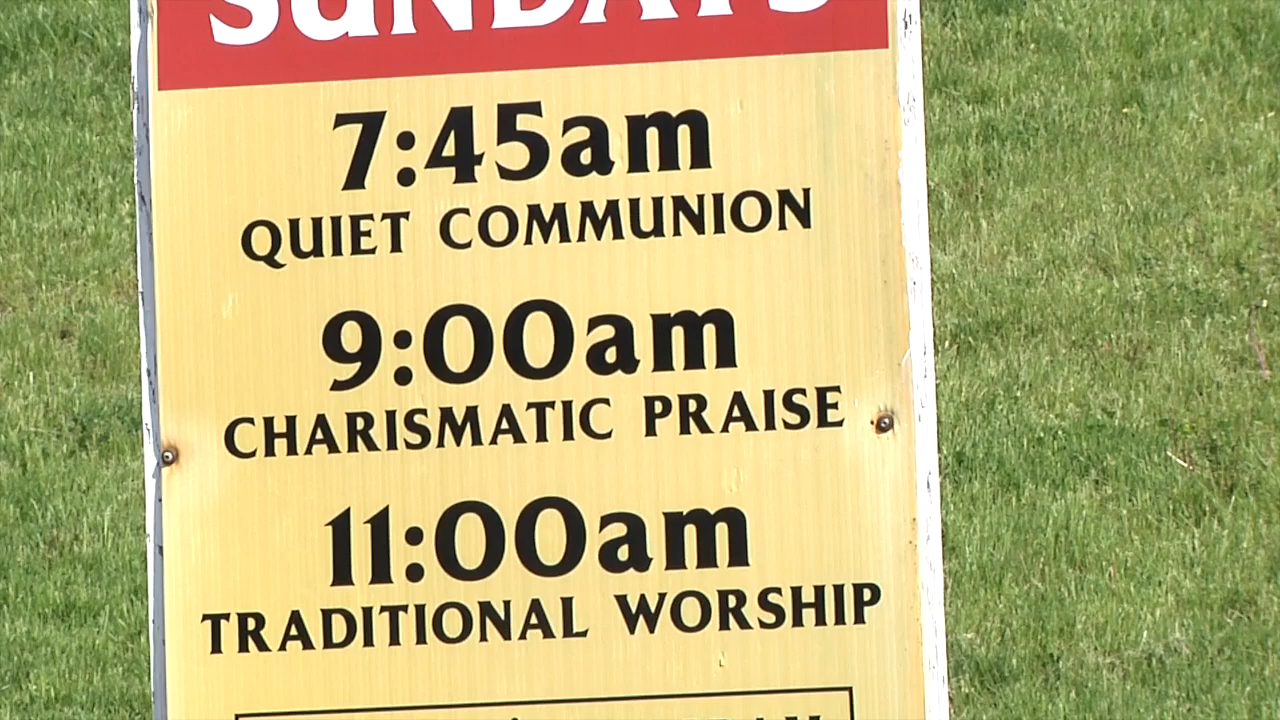 SUNDAYS
7:45am
QUIET COMMUNION
9:00am
CHARISMATIC PRAISE
11:00am
TRADITIONAL WORSHIP